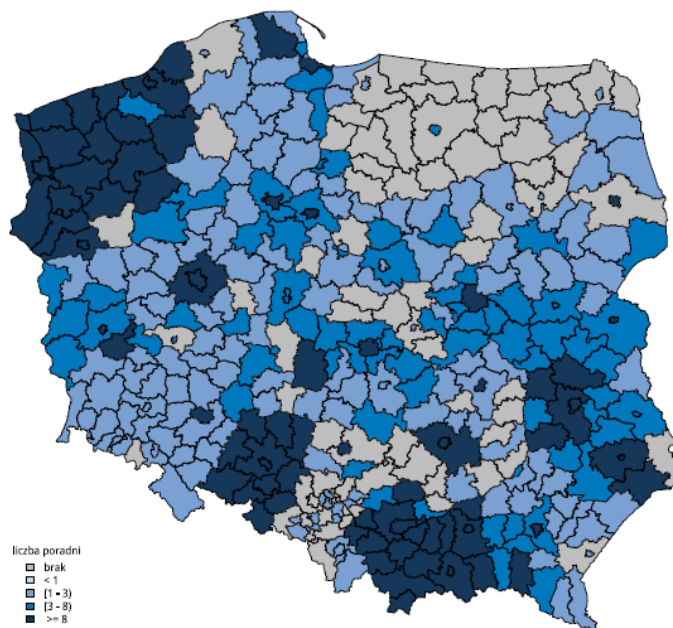 liczba poradni
brak
< 1
[1 - 3)
[3 - 8)
>= 8